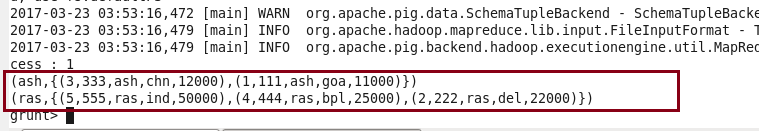 2017-03-23 03:53:16,472 [main] WARN  org.apache.pig.data.SchemaTupleBackend - SchemaTupleBacke
2017-03-23 03:53:16,479 [main] INFO  org.apache.hadoop.mapreduce.lib.input.FileInputFormat - T
2017-03-23 03:53:16,479 [main] INFO  org.apache.pig.backend.hadoop.executionengine.util.MapRed
cess : 1
(ash,{(3,333,ash,chn,12000),(1,111,ash,goa,11000)})
(ras,{(5,555,ras,ind,50000),(4,444,ras,bpl,25000),(2,222,ras,del,22000)})
grunt>